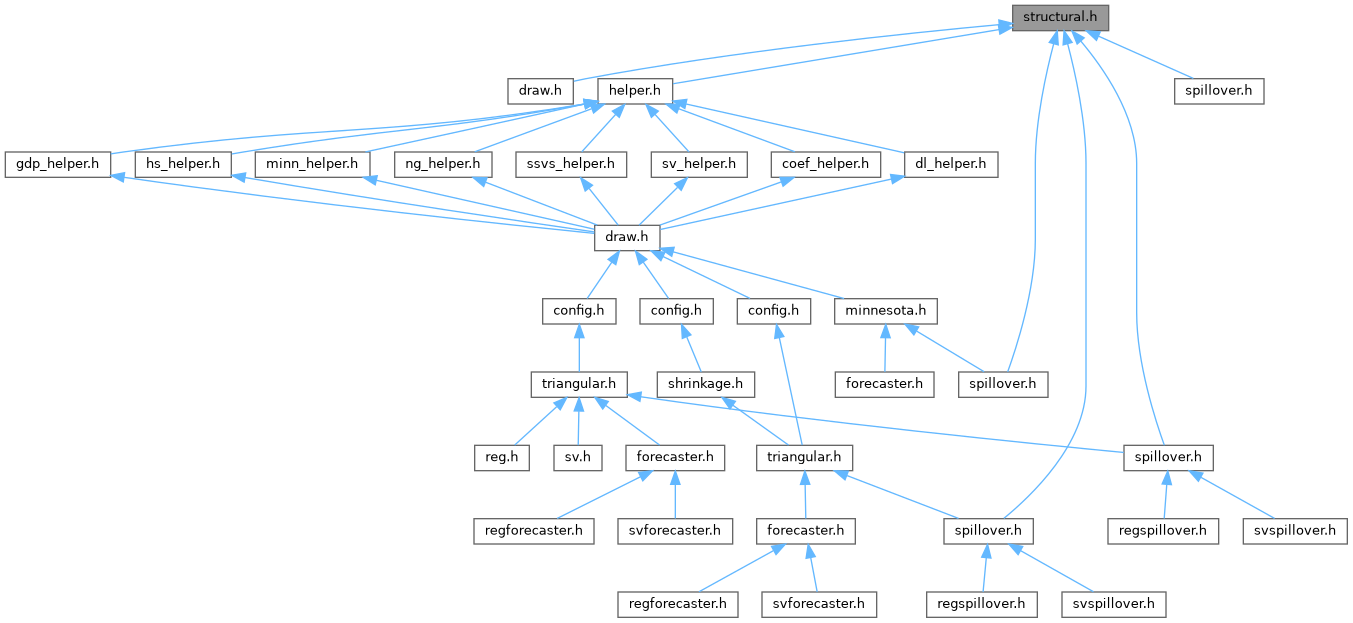 structural.h
draw.h
helper.h
spillover.h
gdp_helper.h
hs_helper.h
minn_helper.h
ng_helper.h
ssvs_helper.h
sv_helper.h
coef_helper.h
dl_helper.h
draw.h
config.h
config.h
config.h
minnesota.h
triangular.h
shrinkage.h
forecaster.h
spillover.h
reg.h
sv.h
forecaster.h
triangular.h
spillover.h
regforecaster.h
svforecaster.h
forecaster.h
spillover.h
regspillover.h
svspillover.h
regforecaster.h
svforecaster.h
regspillover.h
svspillover.h